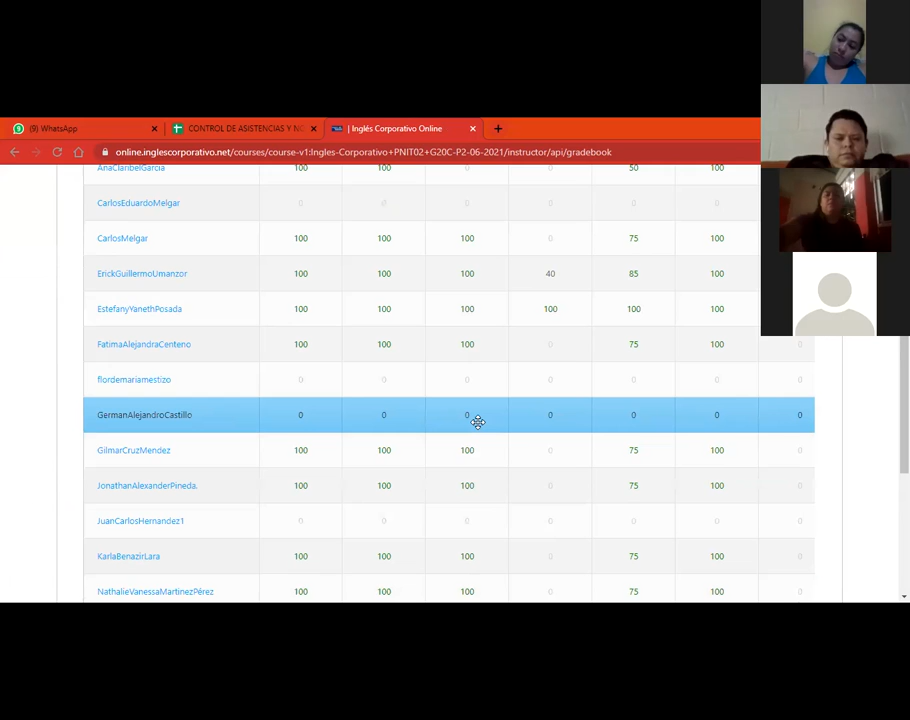 (9) WhatsApp
CONTROL DE ASISTENCIAS Y NO
| Inglés Corporativo Online
online.inglescorporativo.net/courses/course-v1:Ingles-Corporativo+PNIT02+G20C-P2-06-2021/instructor/api/gradebook
AnaClaribelGarcia 100 100 0 0 50 100
CarlosEduardoMelgar 0 0 0 0 0 0
CarlosMelgar 100 100 100 0 75 100
ErickGuillermoUmanzor 100 100 100 40 85 100
EstefanyYanethPosada 100 100 100 100 100 100
FatimaAlejandraCenteno 100 100 100 0 75 100 0
flordemariamestizo 0 0 0 0 0 0 0
GermanAlejandroCastillo 0 0 0 0 0 0 0
GilmarCruzMendez 100 100 100 0 75 100 0
JonathanAlexanderPineda. 100 100 100 0 75 100 0
JuanCarlosHernandez1 0 0 0 0 0 0 0
KarlaBenazirLara 100 100 100 0 75 100 0
NathalieVanessaMartinezPérez 100 100 100 0 75 100 0